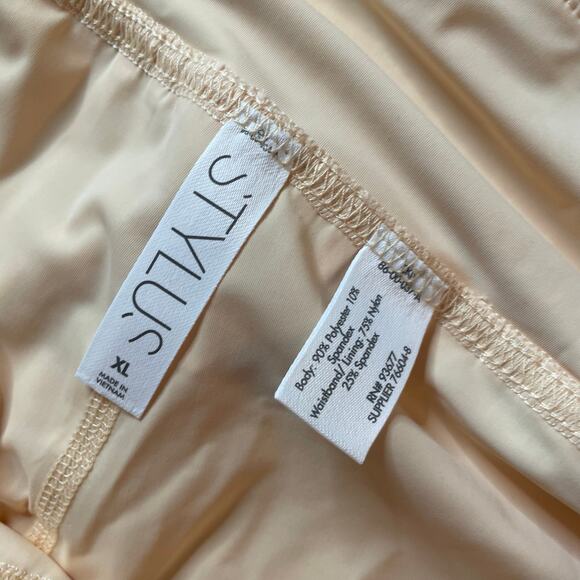 STYLUS
XL
MADE IN
VIETNAM
Body: 90% Polyester 10%
Spandex
Waistband/ Lining: 75% Nylon
25% Spandex
RN# 93677
SUPPLIER 76604-8